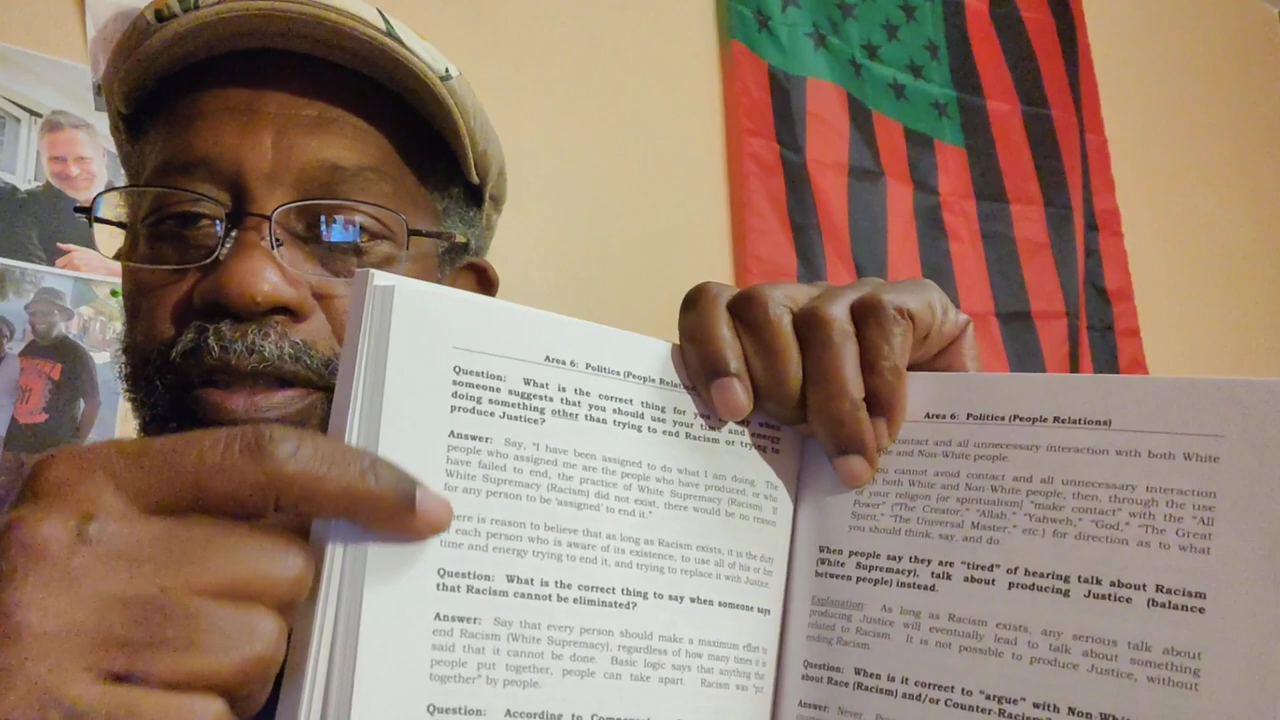 Area 6: Politics (People
Question: What is the correct thing for when
someone suggests that you should use your time and energy
doing something other than trying to end Racism or trying to
produce Justice?
Answer: Say, "I have been assigned to do what I am doing. The
people who assigned me are the people who have produced, or who
have failed to end, the practice of White Supremacy (Racism). If
White Supremacy (Racism) did not exist, there would be no reason
for any person to be 'assigned' to end it."
ere is reason to believe that as long as Racism exists, it is the duty
f each person who is aware of its existence, to use all of his or her
time and energy trying to end it, and trying to replace it with Justice.
Question: What is the correct thing to say when someone says
that Racism cannot be eliminated?
Answer: Say that every person should make a maximum effort to
end Racism (White Supremacy), regardless of how many times it is
said that it cannot be done. Basic logic says that anything that
people put together, people can take apart. Racism was "put
together" by people.
Question: According to
Area 6: Politics (People Relations)
contact and all unnecessary interaction with both White
ple and Non-White people.
ou cannot avoid contact and all unnecessary interaction
h both White and Non-White people, then, through the use
of your religion [or spiritualism] "make contact" with the "All
Power" ("The Creator," "Allah," "Yahweh," "God," "The Great
Spirit," "The Universal Master," etc.) for direction as to what
you should think, say, and do.
When people say they are "tired" of hearing talk about Racism
(White Supremacy), talk about producing Justice (balance
between people) instead.
Explanation: As long as Racism exists, any serious talk about
producing Justice will eventually lead to talk about something
related to Racism. It is not possible to produce Justice, without
ending Racism.
Question: When is it correct to "argue" with Non-Whi
about Race (Racism) and/or Counter-Racism?
Answer: Never.